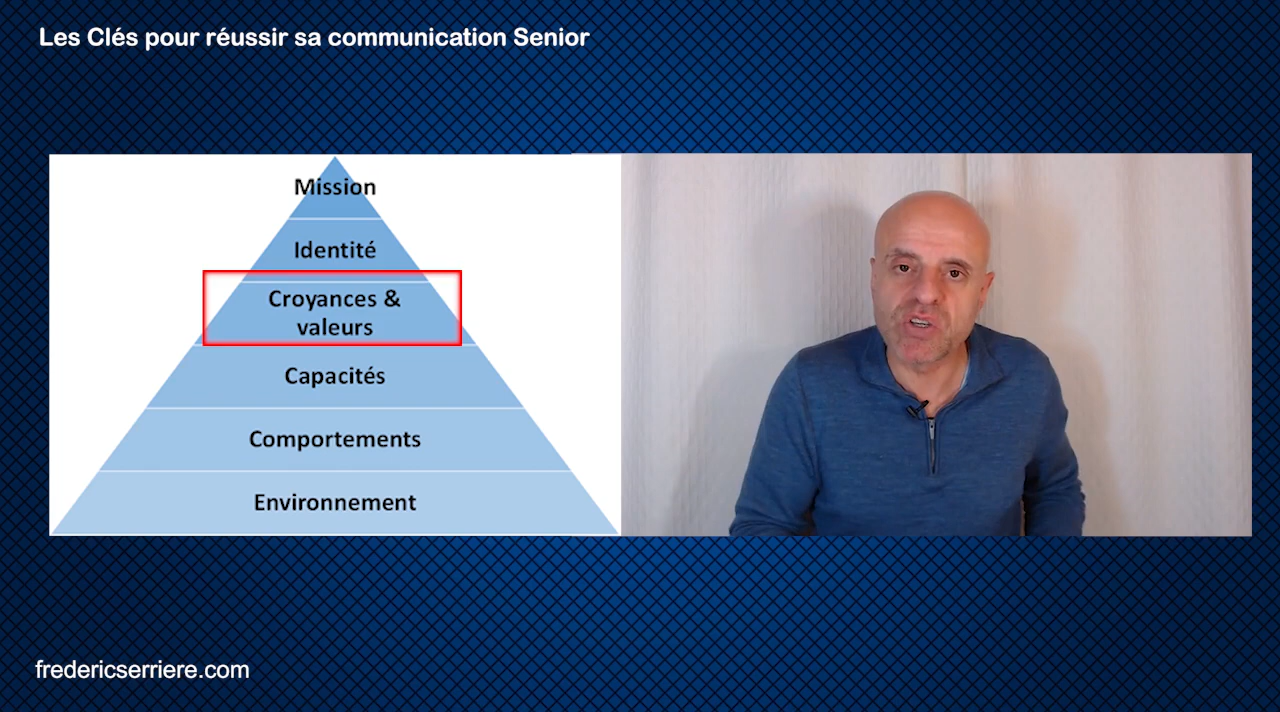 Les Clés pour réussir sa communication Senior
Mission
Identité
Croyances &
valeurs
Capacités
Comportements
Environnement
fredericserriere.com